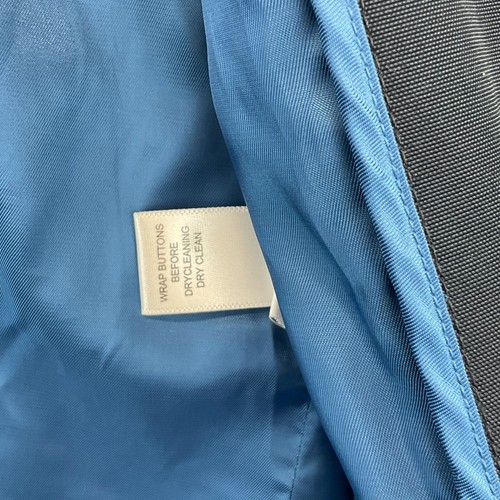 WRAP BUTTONS
BEFORE
DRYCLEANING
DRY CLEAN